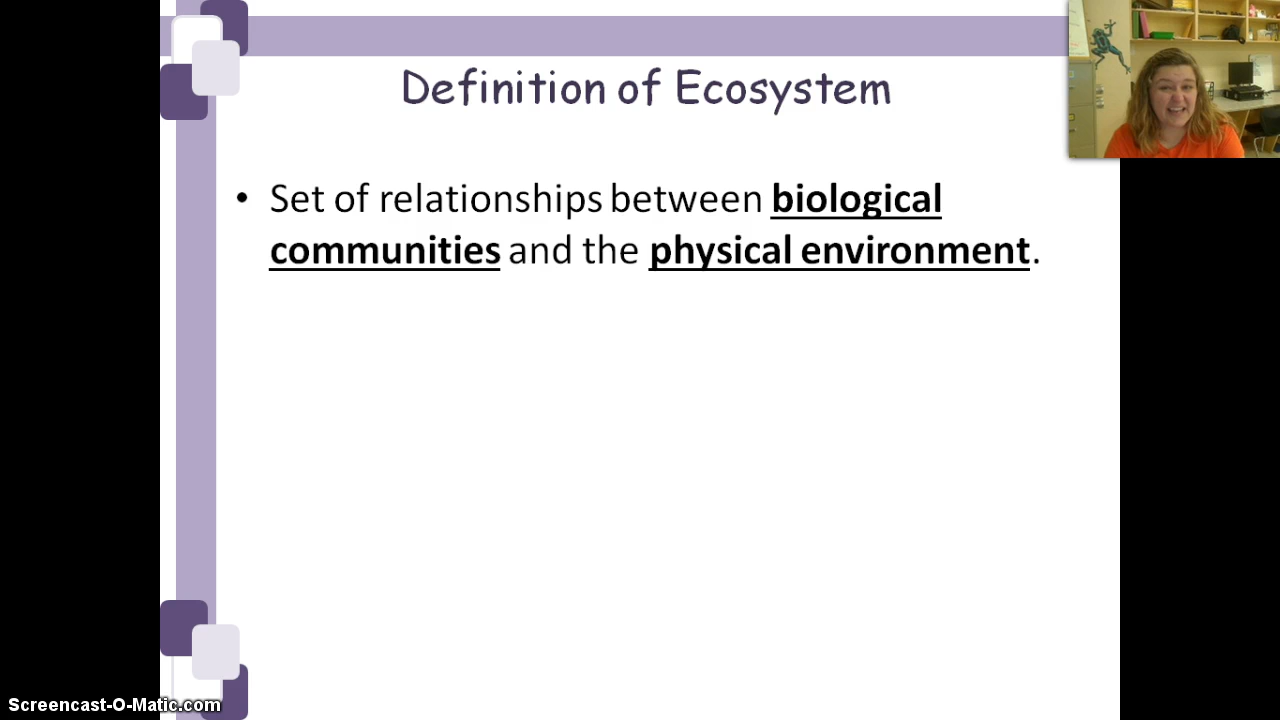 Definition of Ecosystem
• Set of relationships between biological
communities and the physical environment.
Screencast-O-Matic.com